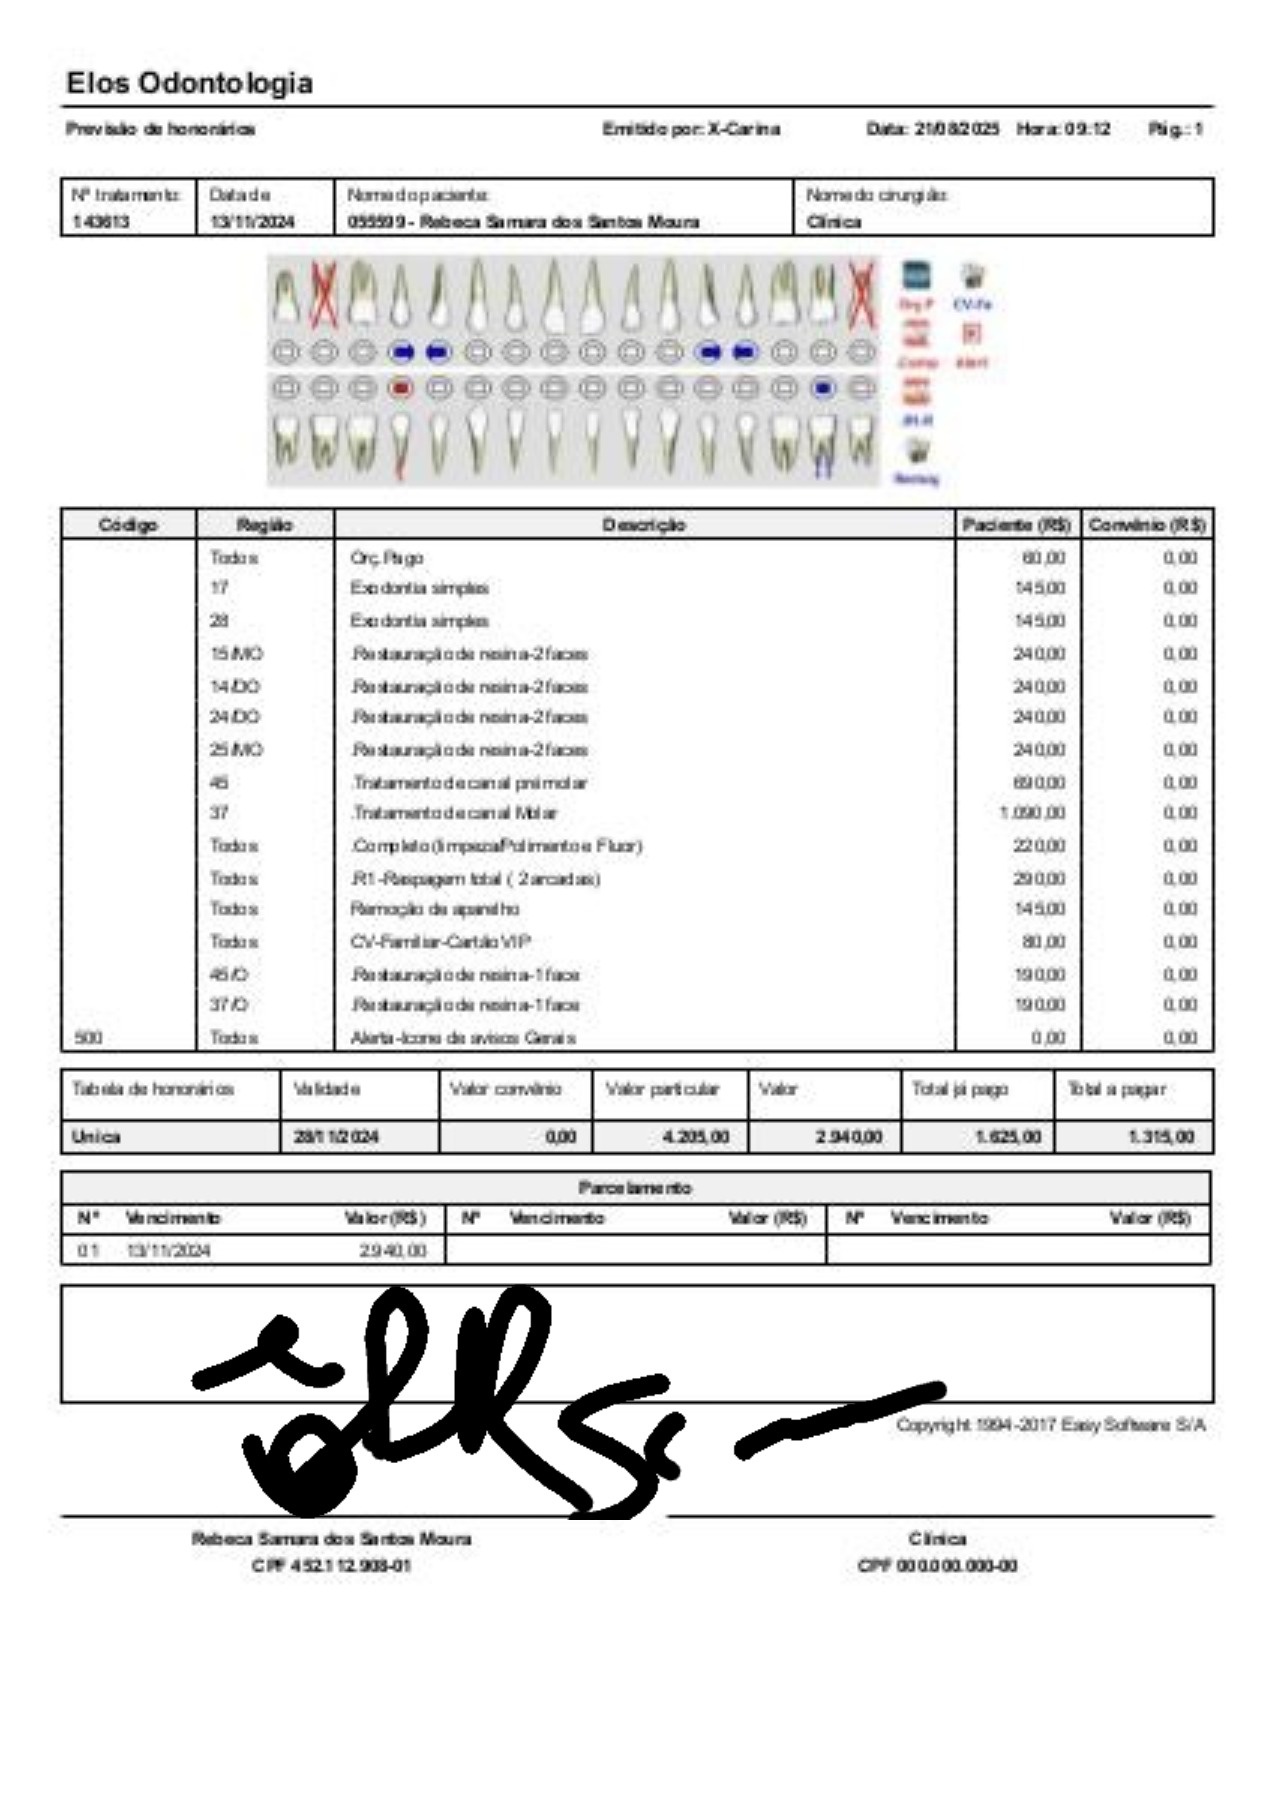 Elos Odontologia
Previsão de honorários Emitido por: X-Carina Data: 21/08/2025 Hora: 09:12 Pág.: 1
Nº tratamento: Data de Nome do paciente: Nome do cirurgião:
143613 13/11/2024 055599 - Rebeca Samara dos Santos Moura Clínica
Orç.P CV-Fa
Comp Alert
.R1-R
Remoç
Código Região Descrição Paciente (R$) Convênio (R$)
Todos Orç.Pago 60,00 0,00
17 Exodontia simples 145,00 0,00
28 Exodontia simples 145,00 0,00
15/MO .Restauração de resina-2 faces 240,00 0,00
14/DO .Restauração de resina-2 faces 240,00 0,00
24/DO .Restauração de resina-2 faces 240,00 0,00
25/MO .Restauração de resina-2 faces 240,00 0,00
45 .Tratamento de canal prémolar 690,00 0,00
37 .Tratamento de canal Molar 1.090,00 0,00
Todos .Completo (limpeza/Polimento e Fluor) 220,00 0,00
Todos .R1-Raspagem total ( 2 arcadas) 290,00 0,00
Todos Remoção de aparelho 145,00 0,00
Todos CV-Familiar-Cartão VIP 80,00 0,00
45/O .Restauração de resina-1 face 190,00 0,00
37/O .Restauração de resina-1 face 190,00 0,00
500 Todos Alerta-Icone de avisos Gerais 0,00 0,00
Tabela de honorários Validade Valor convênio Valor particular Valor Total já pago Total a pagar
Unica 28/11/2024 0,00 4.205,00 2.940,00 1.625,00 1.315,00
Parcelamento
Nº Vencimento Valor (R$) Nº Vencimento Valor (R$) Nº Vencimento Valor (R$)
01 13/11/2024 2.940,00
Copyright 1994-2017 Easy Software S/A
Rebeca Samara dos Santos Moura Clínica
CPF 452.112.908-01 CPF 000.000.000-00